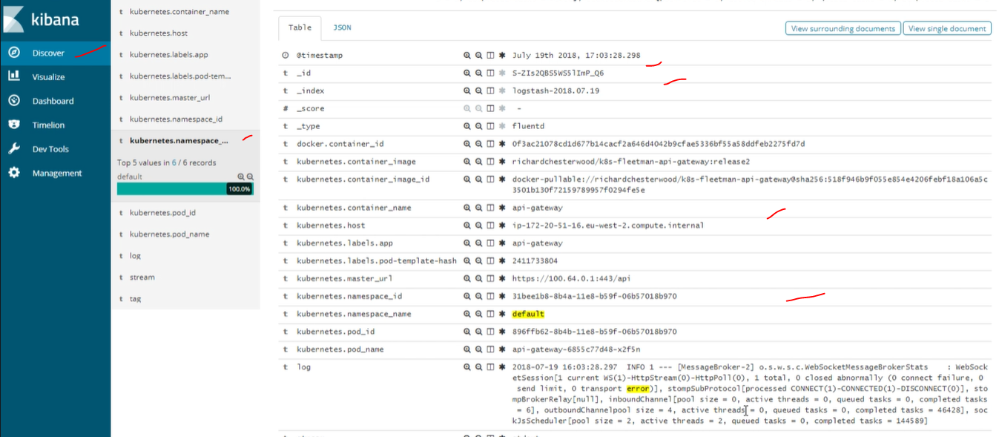 kibana
Discover
Visualize
Dashboard
Timelion
Dev Tools
Management
t kubernetes.container_name
t kubernetes.host
t kubernetes.labels.app
t kubernetes.labels.pod-tem...
t kubernetes.master_url
t kubernetes.namespace_id
t kubernetes.namespace_...
Top 5 values in 6 / 6 records
default
100.0%
t kubernetes.pod_id
t kubernetes.pod_name
t log
t stream
t tag
Table JSON
View surrounding documents View single document
@timestamp July 19th 2018, 17:03:28.298
t _id S-ZIs2QBS5WS5lImP_Q6
t _index logstash-2018.07.19
# _score -
t _type fluentd
t docker.container_id 0f3ac21078cd1d677b14cacf2a646d4042b9cfae5336bf55a58ddfeb2275fd7d
t kubernetes.container_image richardchesterwood/k8s-fleetman-api-gateway:release2
t kubernetes.container_image_id docker-pullable://richardchesterwood/k8s-fleetman-api-gateway@sha256:518f946b9f055e854e4206febf18a106a5c
3501b130f72159789957f0294fe5e
t kubernetes.container_name api-gateway
t kubernetes.host ip-172-20-51-16.eu-west-2.compute.internal
t kubernetes.labels.app api-gateway
t kubernetes.labels.pod-template-hash 2411733804
t kubernetes.master_url https://100.64.0.1:443/api
t kubernetes.namespace_id 31bee1b8-8b4a-11e8-b59f-06b57018b970
t kubernetes.namespace_name default
t kubernetes.pod_id 896ffb62-8b4b-11e8-b59f-06b57018b970
t kubernetes.pod_name api-gateway-6855c77d48-x2f5n
t log 2018-07-19 16:03:28.297 INFO 1 --- [MessageBroker-2] o.s.w.s.c.WebSocketMessageBrokerStats : WebSock
etSession[1 current WS(1)-HttpStream(0)-HttpPoll(0), 1 total, 0 closed abnormally (0 connect failure, 0
send limit, 0 transport error)], stompSubProtocol[processed CONNECT(1)-CONNECTED(1)-DISCONNECT(0)], sto
mpBrokerRelay[null], inboundChannel[pool size = 0, active threads = 0, queued tasks = 0, completed tasks
= 6], outboundChannelpool size = 4, active threads = 0, queued tasks = 0, completed tasks = 46428], soc
kJsScheduler[pool size = 2, active threads = 2, queued tasks = 0, completed tasks = 144589]